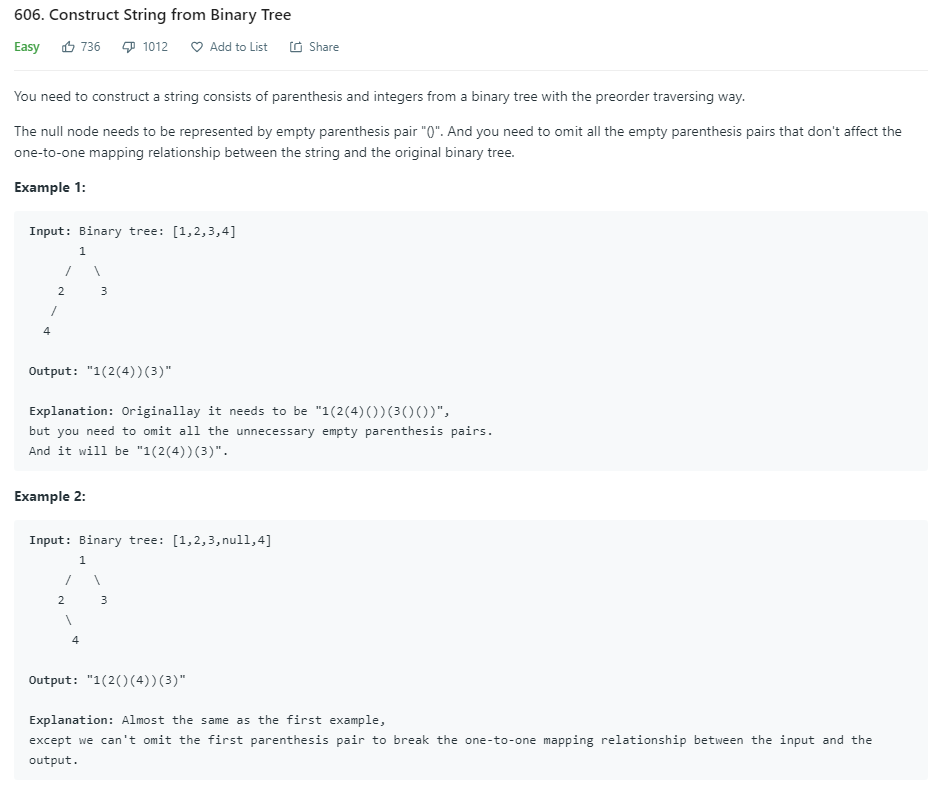 606. Construct String from Binary Tree
Easy 736 1012 Add to List Share
You need to construct a string consists of parenthesis and integers from a binary tree with the preorder traversing way.
The null node needs to be represented by empty parenthesis pair "()". And you need to omit all the empty parenthesis pairs that don't affect the
one-to-one mapping relationship between the string and the original binary tree.
Example 1:
Input: Binary tree: [1,2,3,4]
1
/ \
2 3
/
4
Output: "1(2(4))(3)"
Explanation: Originallay it needs to be "1(2(4)())(3()())",
but you need to omit all the unnecessary empty parenthesis pairs.
And it will be "1(2(4))(3)".
Example 2:
Input: Binary tree: [1,2,3,null,4]
1
/ \
2 3
\
4
Output: "1(2()(4))(3)"
Explanation: Almost the same as the first example,
except we can't omit the first parenthesis pair to break the one-to-one mapping relationship between the input and the
output.